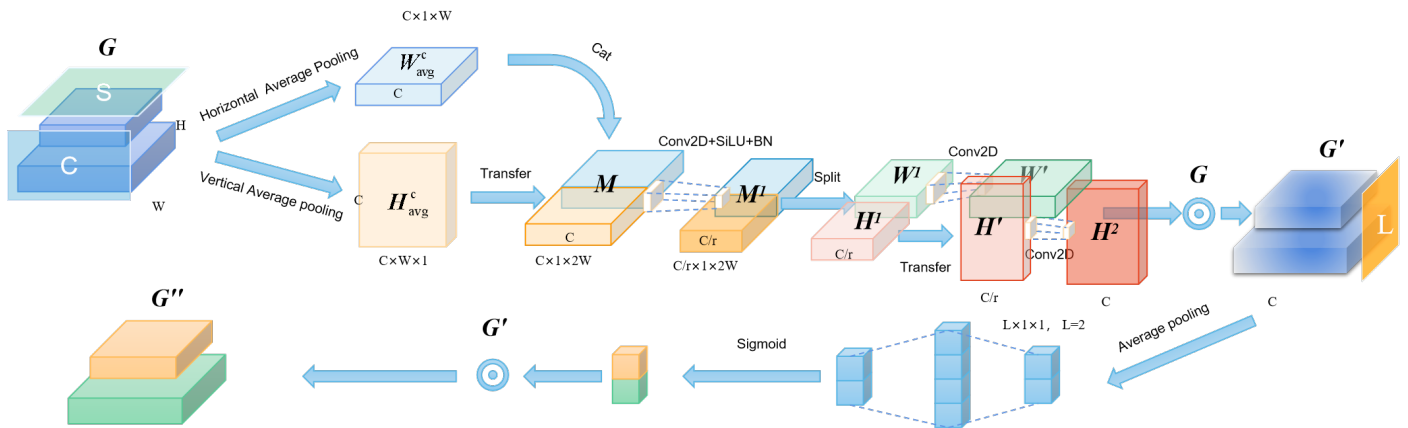 G
S
C
H
W
Horizontal Average Pooling
Vertical Average pooling
C×1×W
W^c_avg
C
Cat
H^c_avg
C
C×W×1
Transfer
M
C
C×1×2W
Conv2D+SiLU+BN
M^1
C/r
C/r×1×2W
Split
W^1
H^1
C/r
Conv2D
W'
Transfer
H'
C/r
Conv2D
H^2
C
G
G'
L
C
Average pooling
L×1×1, L=2
Sigmoid
G'
G''